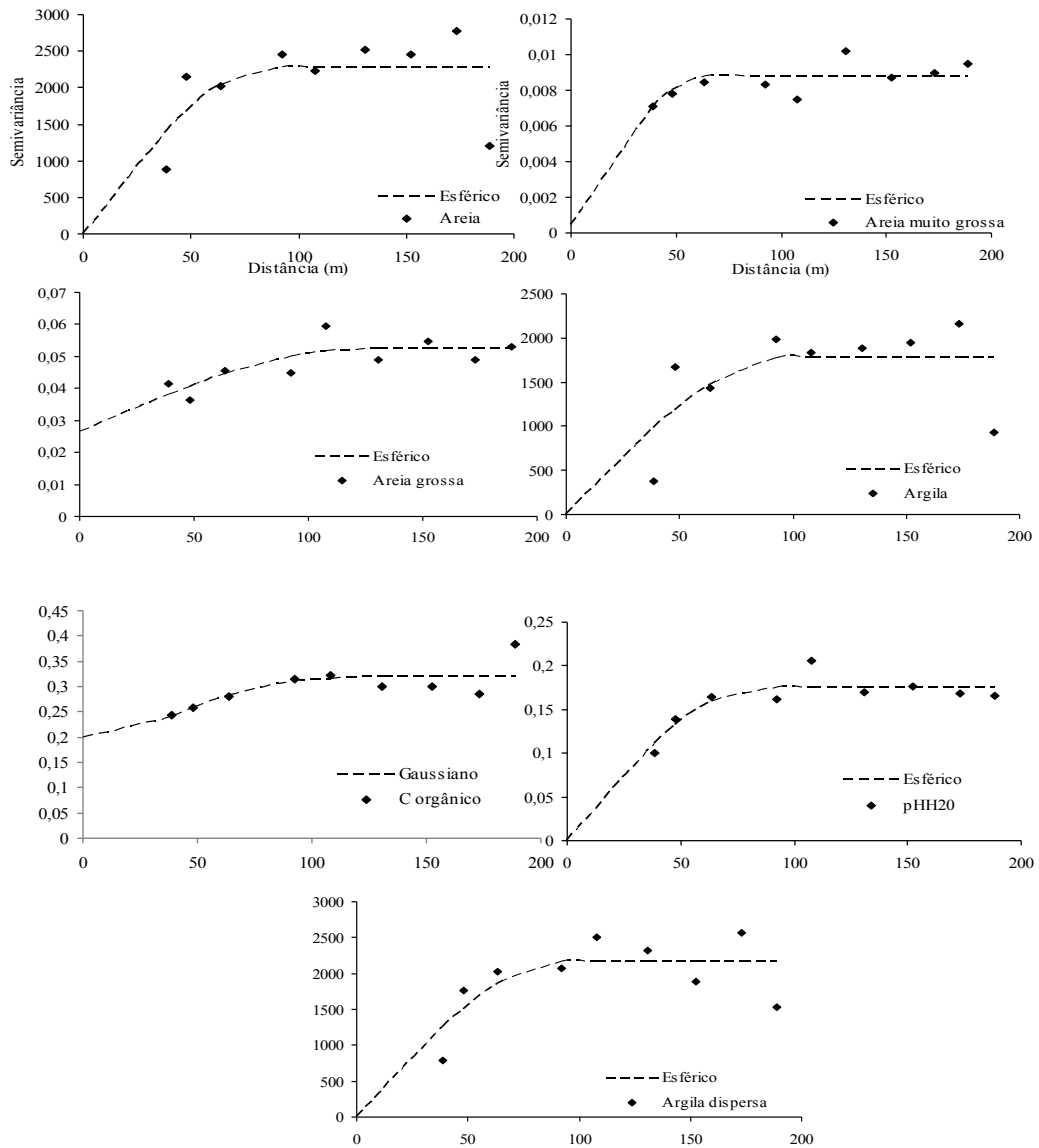 3000
2500
2000
1500
1000
500
0
Semivariância
Esférico
Areia
0 50 100 150 200
Distância (m)
0,01
0,01
0,008
0,006
0,004
0,002
0
Semivariância
Esférico
Areia muito grossa
0 50 100 150 200
Distância (m)
0,07
0,06
0,05
0,04
0,03
0,02
0,01
0
Esférico
Areia grossa
0 50 100 150 200
2500
2000
1500
1000
500
0
Esférico
Argila
0 50 100 150 200
0,45
0,4
0,35
0,3
0,25
0,2
0,15
0,1
0,05
0
Gaussiano
C orgânico
0 50 100 150 200
0,25
0,2
0,15
0,1
0,05
0
Esférico
pHH20
0 50 100 150 200
3000
2500
2000
1500
1000
500
0
Esférico
Argila dispersa
0 50 100 150 200